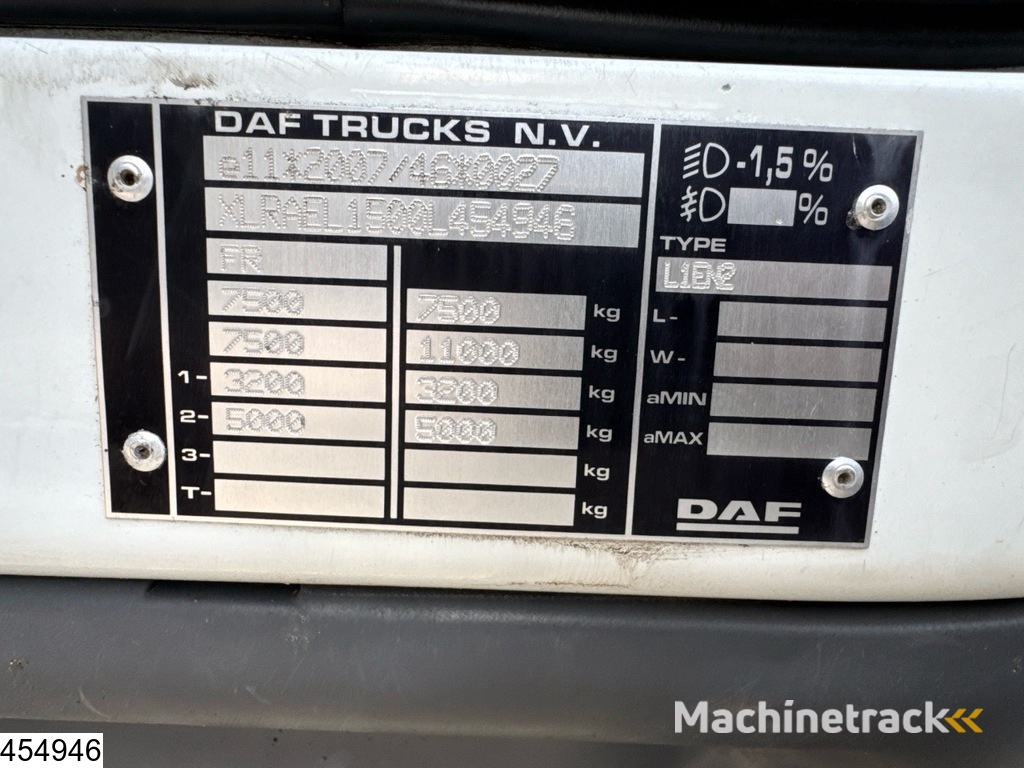 DAF TRUCKS N.V.
e11*2007/46*0027
XLRAEL1500L454946
FR
7500 7500 kg
7500 11000 kg
1- 3200 3200 kg
2- 5000 5000 kg
3- kg
T- kg
-1,5%
%
TYPE
L1EN2
L-
W-
aMIN
aMAX
DAF
Machinetrack
454946